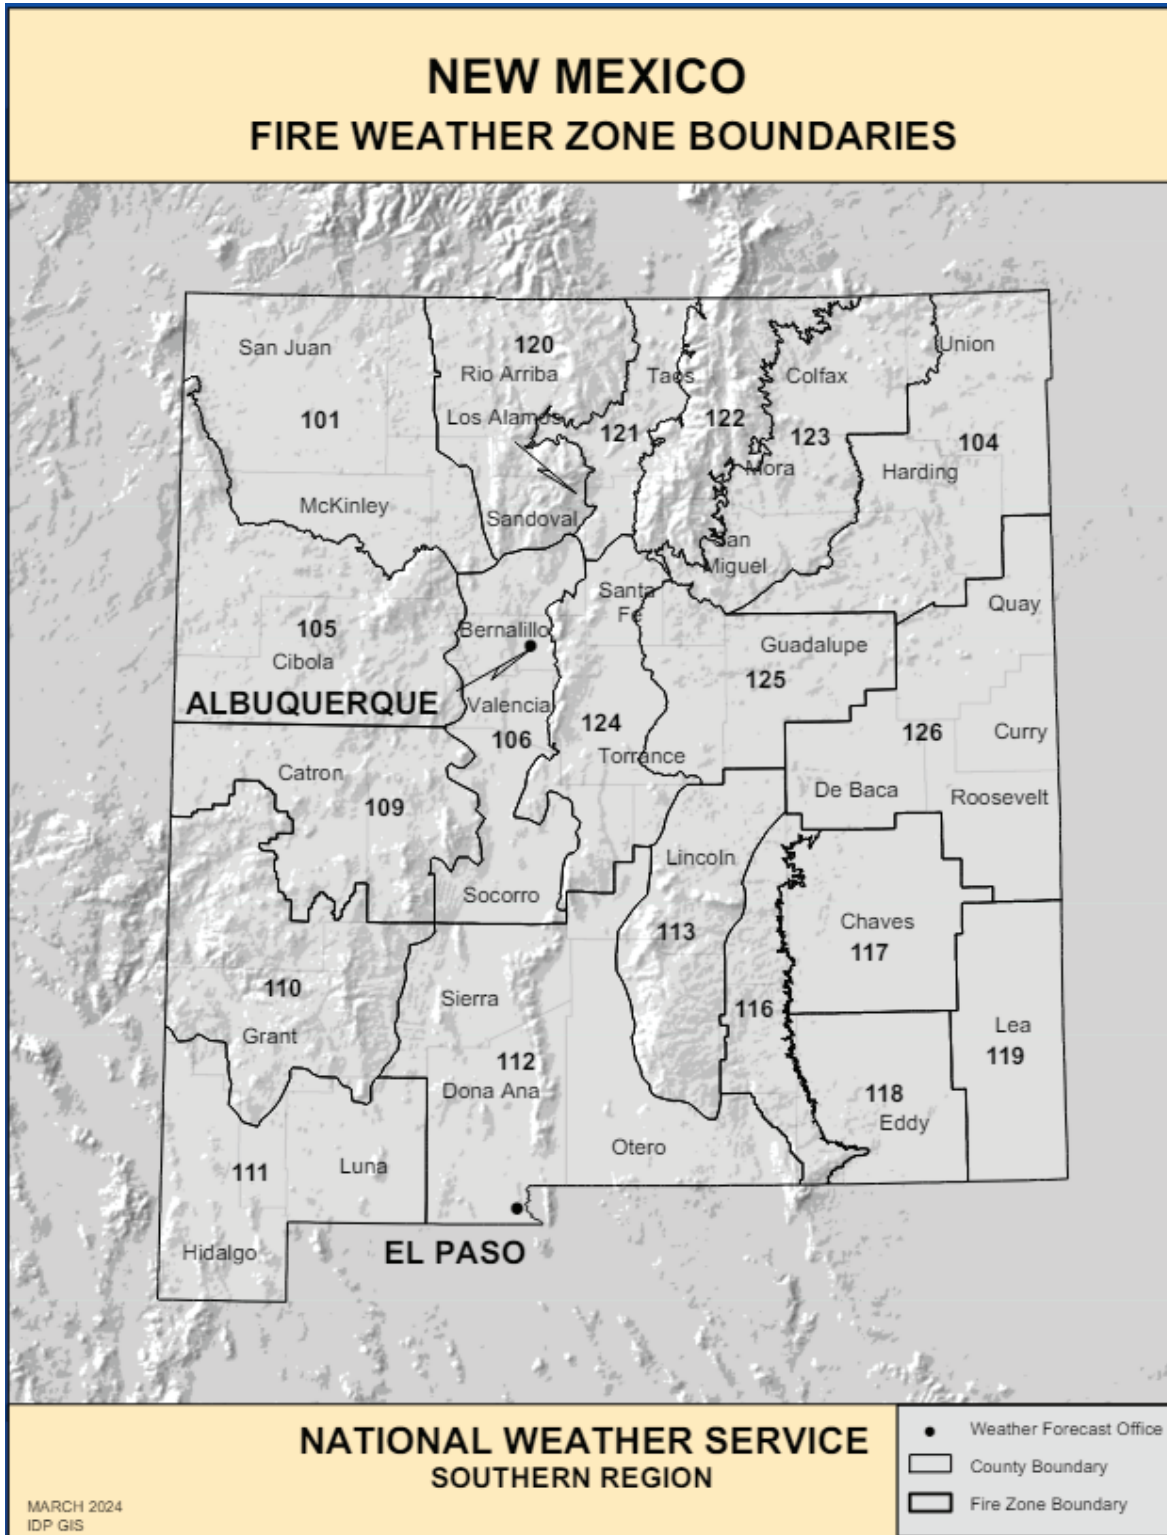 NEW MEXICO
FIRE WEATHER ZONE BOUNDARIES
San Juan
120
Union
Rio Arriba
Taos
Colfax
101
Los Alamos
121
122
123
104
Mora
Harding
McKinley
Sandoval
San
Miguel
Santa
Fe
Quay
105
Bernalillo
Guadalupe
Cibola
125
ALBUQUERQUE
Valencia
124
106
126
Curry
Torrance
Catron
109
De Baca
Roosevelt
Lincoln
Socorro
Chaves
113
117
110
Sierra
116
Grant
Lea
112
119
Dona Ana
118
Eddy
Otero
111
Luna
Hidalgo
EL PASO
NATIONAL WEATHER SERVICE
SOUTHERN REGION
MARCH 2024
IDP GIS
Weather Forecast Office
County Boundary
Fire Zone Boundary